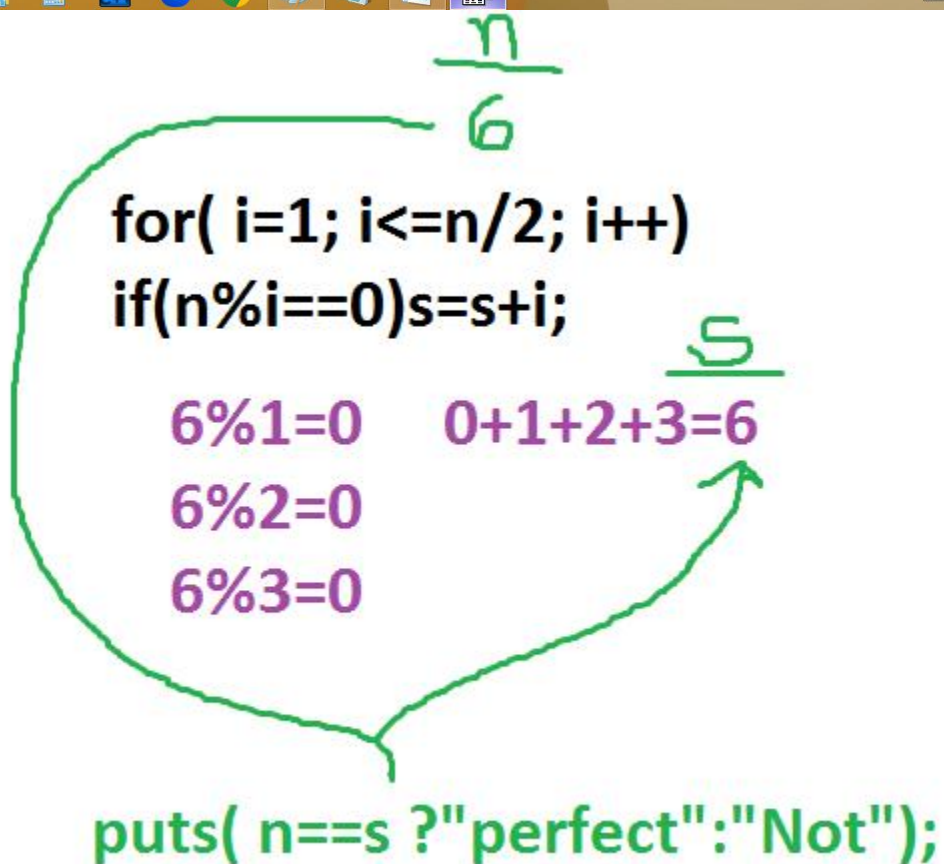 n
6
for( i=1; i<=n/2; i++)
if(n%i==0)s=s+i;
s
6%1=0 0+1+2+3=6
6%2=0
6%3=0
puts( n==s ?"perfect":"Not");